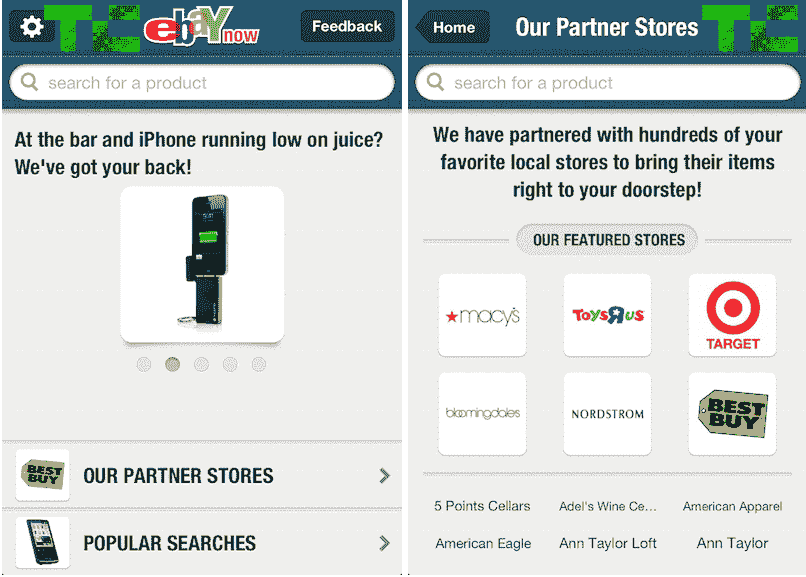 TC
ebay now
Feedback
search for a product
At the bar and iPhone running low on juice?
We've got your back!
BEST
BUY
OUR PARTNER STORES
POPULAR SEARCHES
Home
Our Partner Stores
TC
search for a product
We have partnered with hundreds of your
favorite local stores to bring their items
right to your doorstep!
OUR FEATURED STORES
macy's
TOYSRUS
TARGET
bloomingdales
NORDSTROM
BEST
BUY
5 Points Cellars
Adel's Wine Ce...
American Apparel
American Eagle
Ann Taylor Loft
Ann Taylor